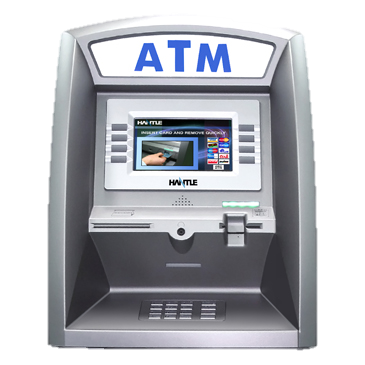 ATM
HANTLE
INSERT CARD AND REMOVE QUICKLY
HANTLE